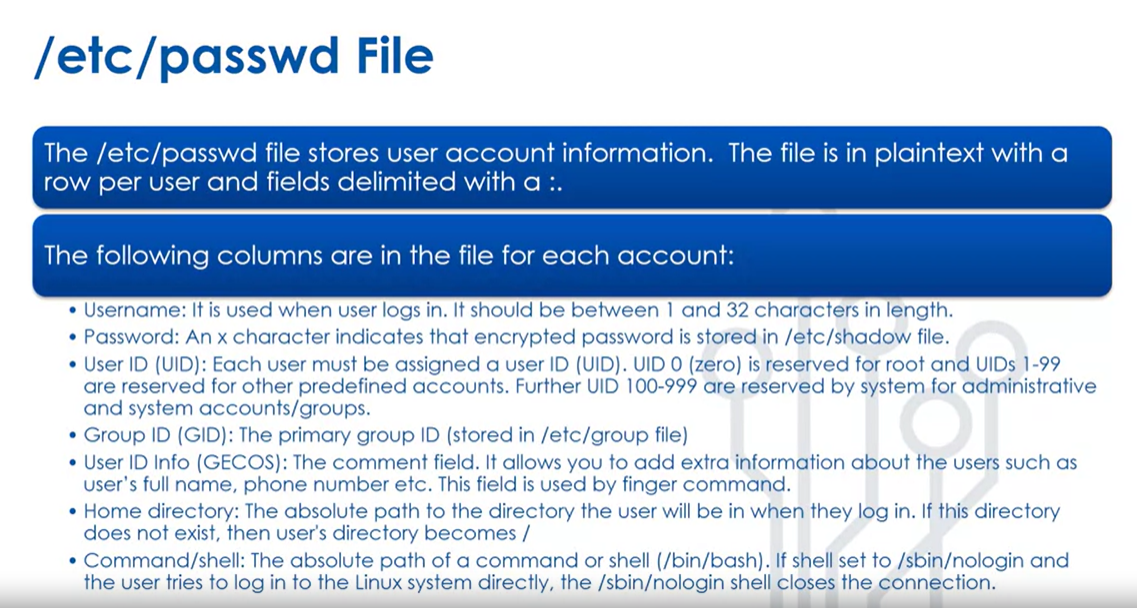 /etc/passwd File
The /etc/passwd file stores user account information.  The file is in plaintext with a
row per user and fields delimited with a :.
The following columns are in the file for each account:
• Username: It is used when user logs in. It should be between 1 and 32 characters in length.
• Password: An x character indicates that encrypted password is stored in /etc/shadow file.
• User ID (UID): Each user must be assigned a user ID (UID). UID 0 (zero) is reserved for root and UIDs 1-99
are reserved for other predefined accounts. Further UID 100-999 are reserved by system for administrative
and system accounts/groups.
• Group ID (GID): The primary group ID (stored in /etc/group file)
• User ID Info (GECOS): The comment field. It allows you to add extra information about the users such as
user's full name, phone number etc. This field is used by finger command.
• Home directory: The absolute path to the directory the user will be in when they log in. If this directory
does not exist, then user's directory becomes /
• Command/shell: The absolute path of a command or shell (/bin/bash). If shell set to /sbin/nologin and
the user tries to log in to the Linux system directly, the /sbin/nologin shell closes the connection.